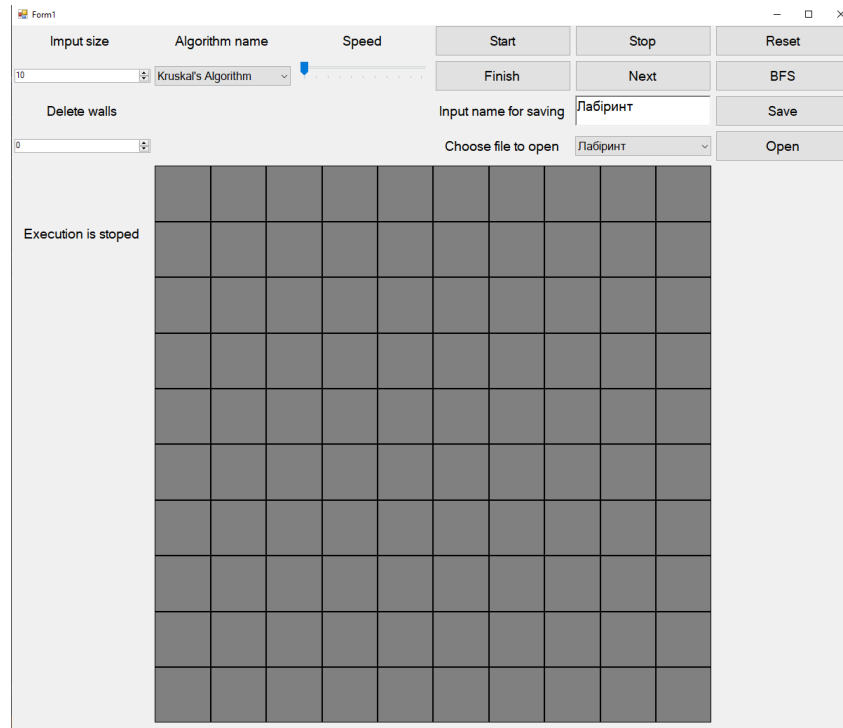 Form1
Imput size
Algorithm name
Speed
Start
Stop
Reset
10
Kruskal's Algorithm
Finish
Next
BFS
Delete walls
Input name for saving
Лабіринт
Save
0
Choose file to open
Лабіринт
Open
Execution is stoped